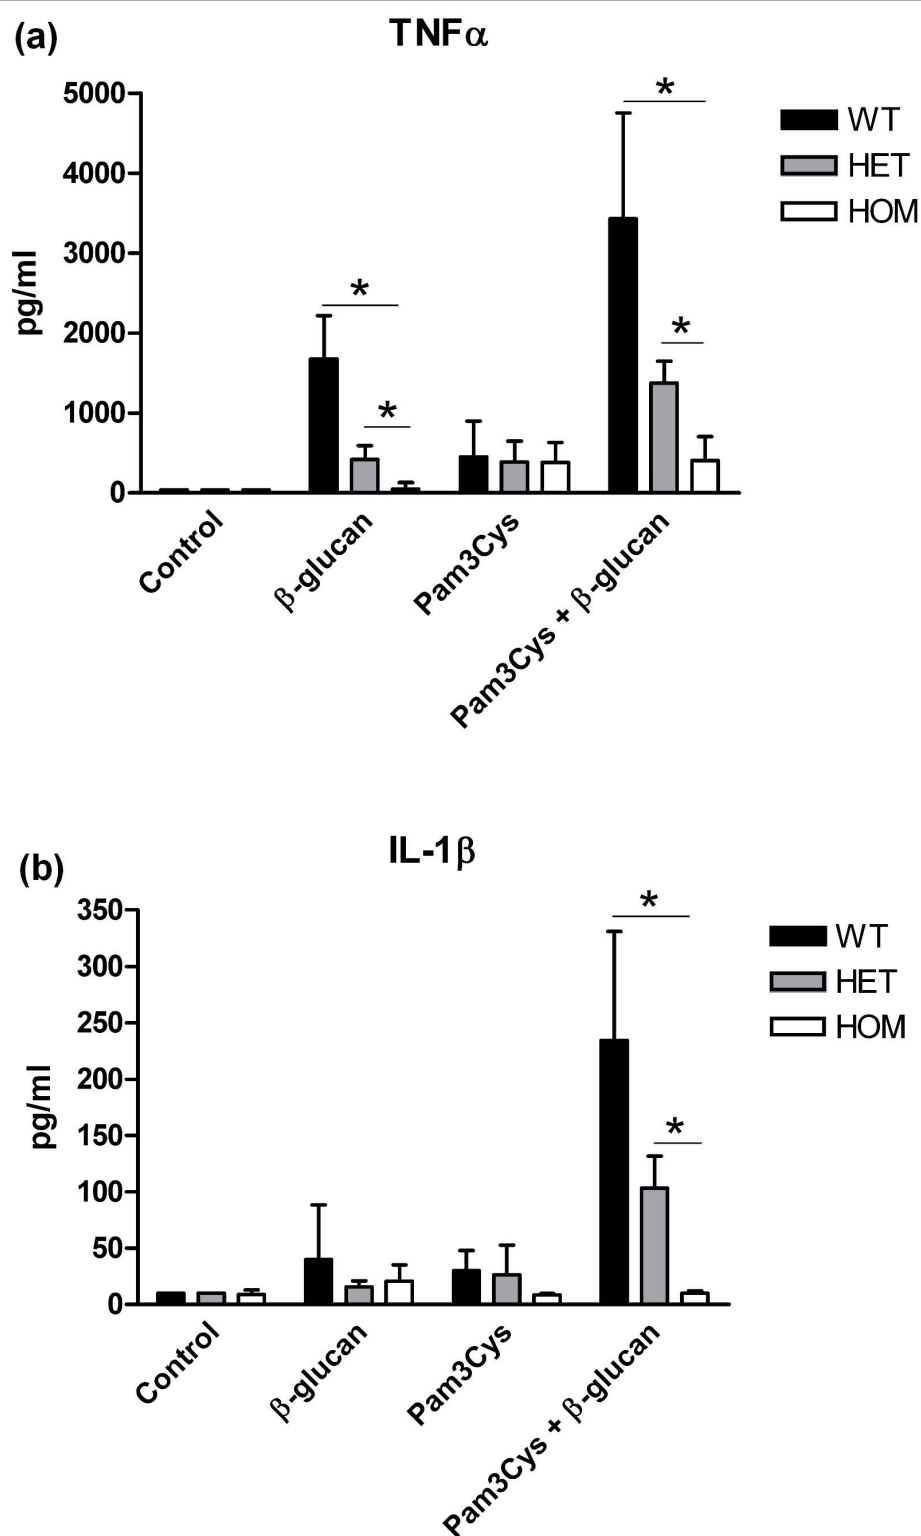 (a)
TNFα
5000
4000
3000
2000
1000
0
pg/ml
WT
HET
HOM
*
*
*
*
Control
β-glucan
Pam3Cys
Pam3Cys + β-glucan
(b)
IL-1β
350
300
250
200
150
100
50
0
pg/ml
WT
HET
HOM
*
*
Control
β-glucan
Pam3Cys
Pam3Cys + β-glucan